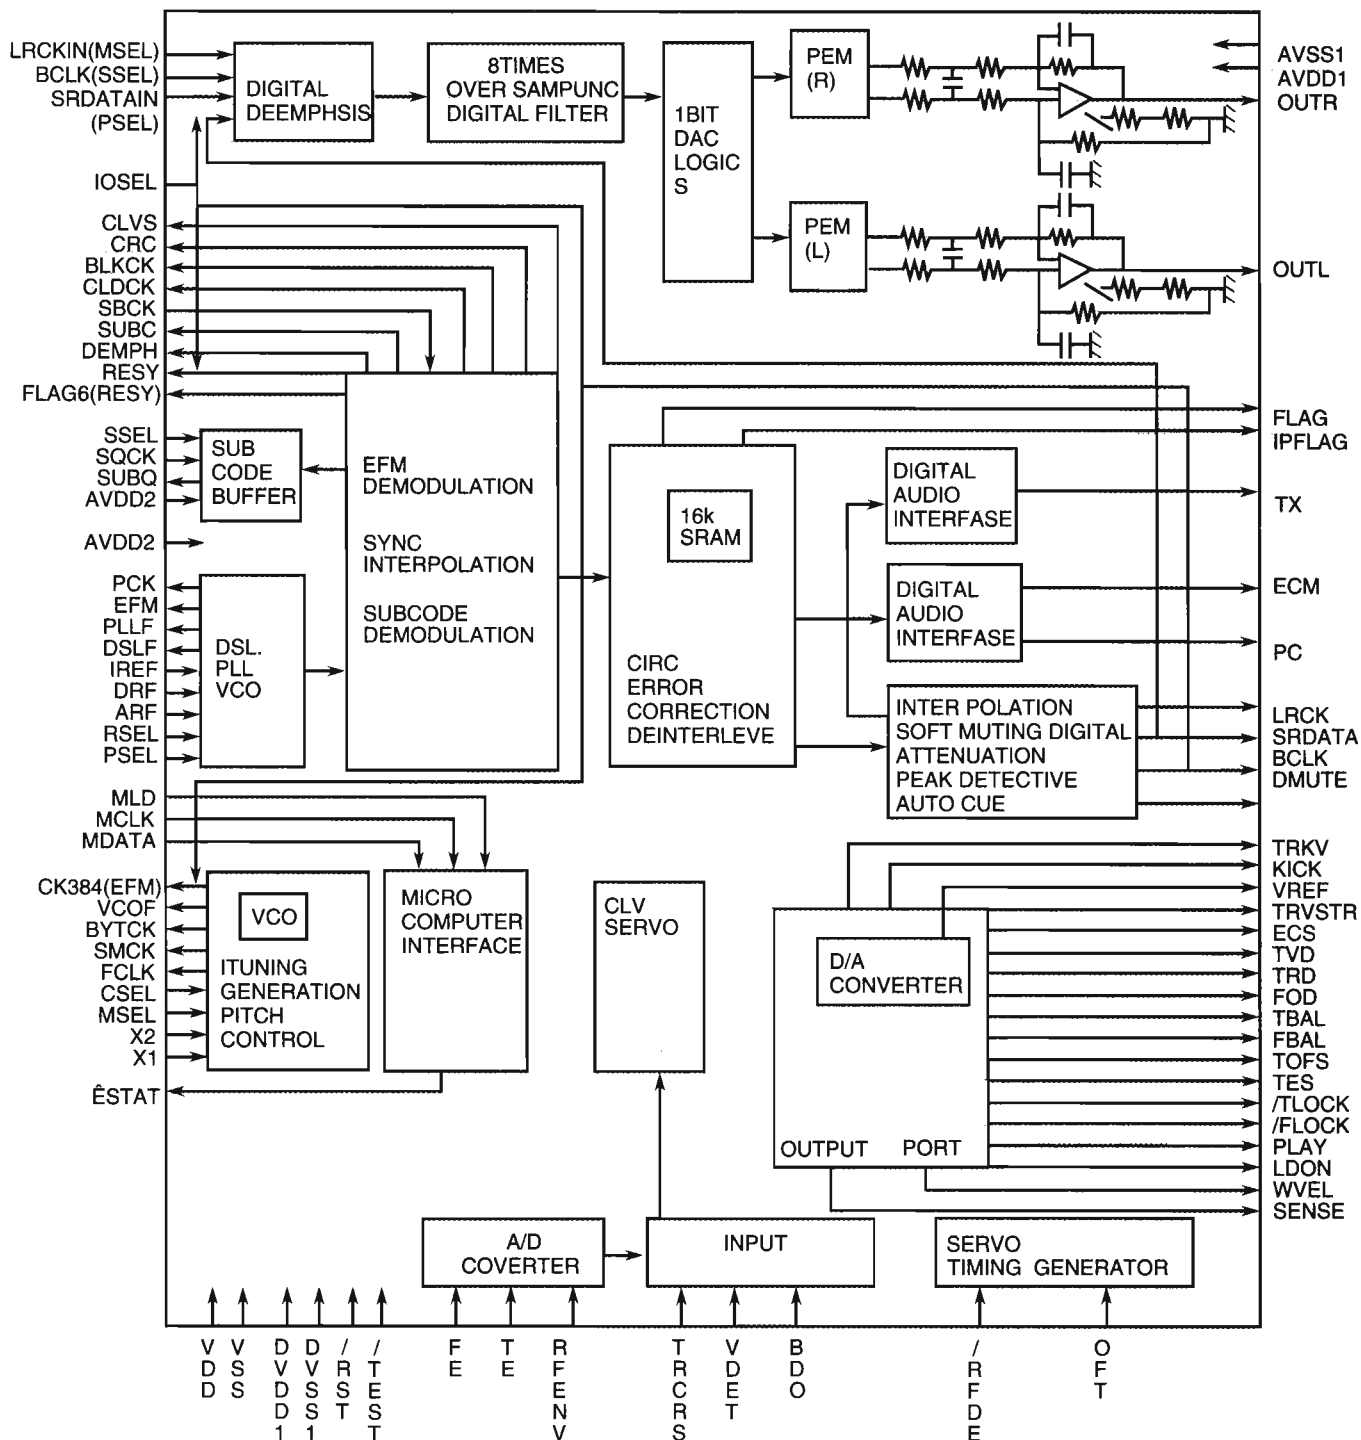 LRCKIN(MSEL)
BCLK(SSEL)
SRDATAIN
(PSEL)
IOSEL
CLVS
CRC
BLKCK
CLDCK
SBCK
SUBC
DEMPH
RESY
FLAG6(RESY)
SSEL
SQCK
SUBQ
AVDD2
AVDD2
PCK
EFM
PLLF
DSLF
IREF
DRF
ARF
RSEL
PSEL
MLD
MCLK
MDATA
CK384(EFM)
VCOF
BYTCK
SMCK
FCLK
CSEL
MSEL
X2
X1
ÊSTAT
DIGITAL
DEEMPHSIS
8TIMES
OVER SAMPUNC
DIGITAL FILTER
1BIT
DAC
LOGIC
S
PEM
(R)
PEM
(L)
AVSS1
AVDD1
OUTR
OUTL
SUB
CODE
BUFFER
EFM
DEMODULATION
SYNC
INTERPOLATION
SUBCODE
DEMODULATION
DSL.
PLL
VCO
16k
SRAM
CIRC
ERROR
CORRECTION
DEINTERLEVE
DIGITAL
AUDIO
INTERFASE
DIGITAL
AUDIO
INTERFASE
INTER POLATION
SOFT MUTING DIGITAL
ATTENUATION
PEAK DETECTIVE
AUTO CUE
FLAG
IPFLAG
TX
ECM
PC
LRCK
SRDATA
BCLK
DMUTE
VCO
ITUNING
GENERATION
PITCH
CONTROL
MICRO
COMPUTER
INTERFACE
CLV
SERVO
D/A
CONVERTER
OUTPUT PORT
TRKV
KICK
VREF
TRVSTR
ECS
TVD
TRD
FOD
TBAL
FBAL
TOFS
TES
/TLOCK
/FLOCK
PLAY
LDON
WVEL
SENSE
A/D
COVERTER
INPUT
SERVO
TIMING GENERATOR
VDD
VSS
DVDD1
DVSS1
/RST
/TEST
FE
TE
RFENV
TRCRS
VDET
BDO
/RFDE
OFT